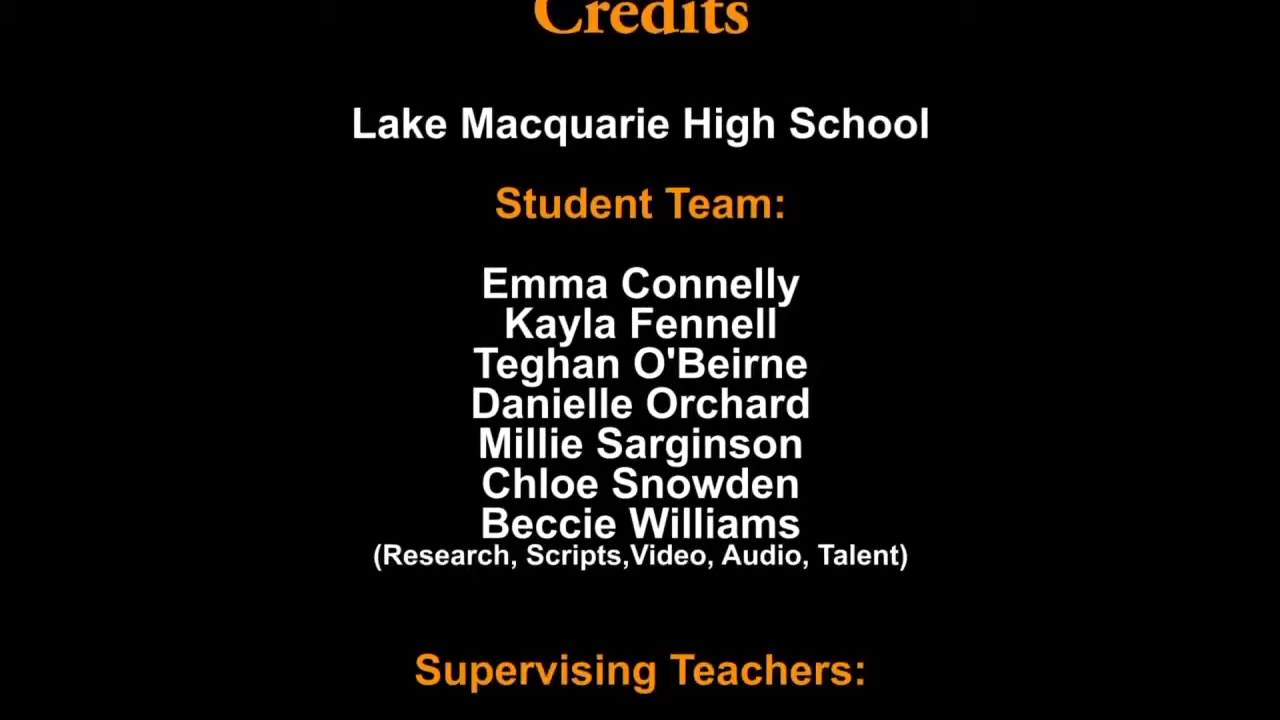 Credits
Lake Macquarie High School
Student Team:
Emma Connelly
Kayla Fennell
Teghan O'Beirne
Danielle Orchard
Millie Sarginson
Chloe Snowden
Beccie Williams
(Research, Scripts,Video, Audio, Talent)
Supervising Teachers: